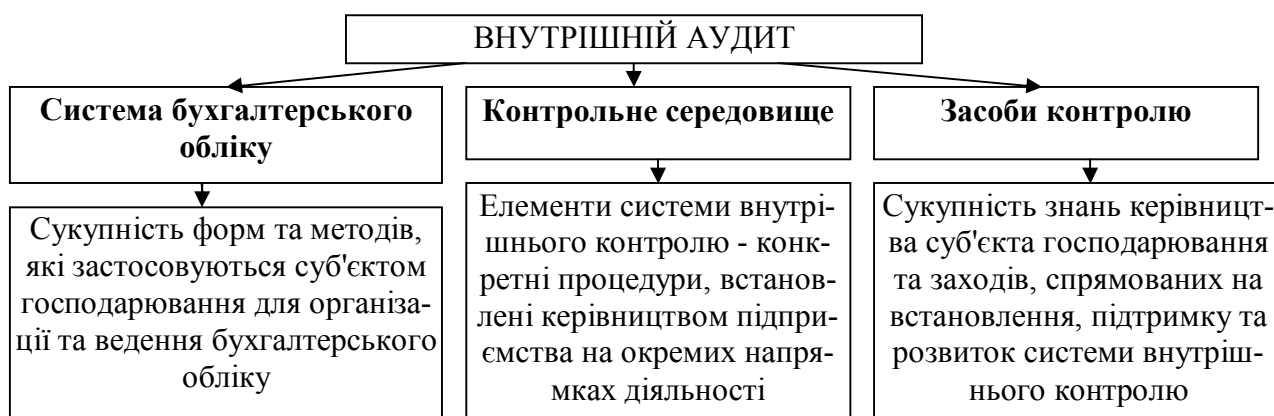 ВНУТРІШНІЙ АУДИТ
Система бухгалтерського
обліку
Контрольне середовище
Засоби контролю
Сукупність форм та методів,
які застосовуються суб'єктом
господарювання для організа-
ції та ведення бухгалтерського
обліку
Елементи системи внутрі-
шнього контролю - конк-
ретні процедури, встанов-
лені керівництвом підпри-
ємства на окремих напря-
мках діяльності
Сукупність знань керівницт-
ва суб'єкта господарювання
та заходів, спрямованих на
встановлення, підтримку та
розвиток системи внутріш-
нього контролю